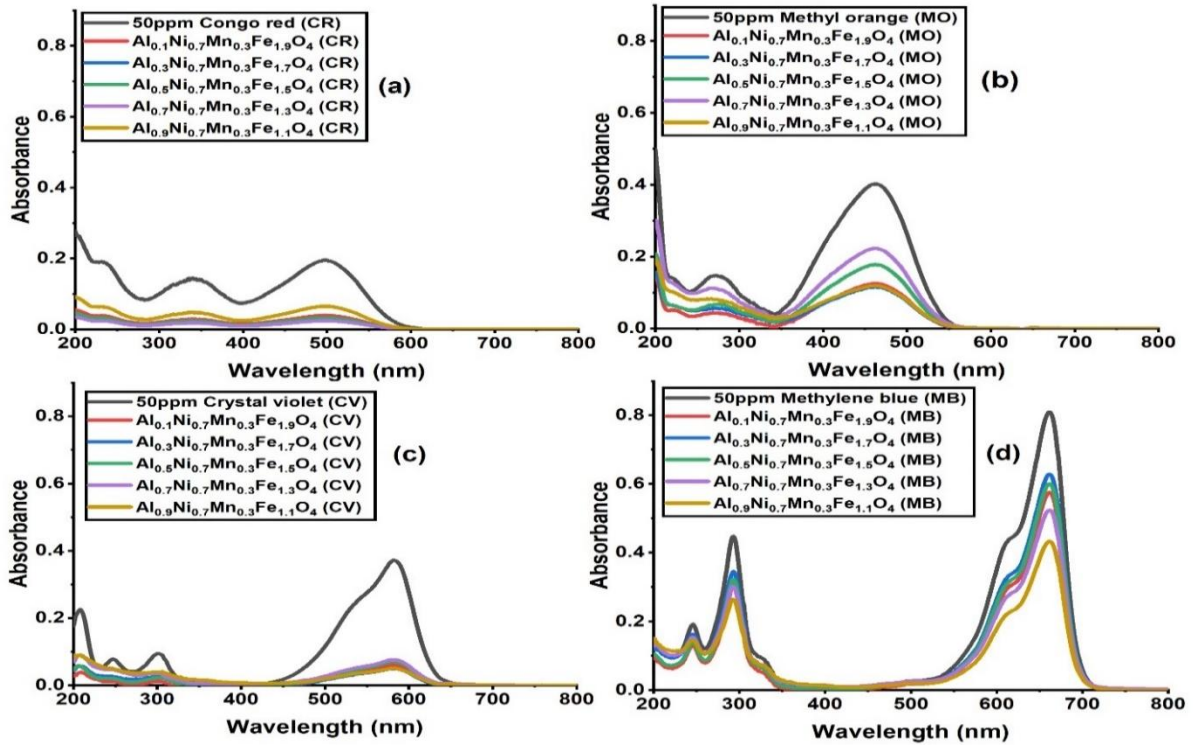 50ppm Congo red (CR)
Al0.1Ni0.7Mn0.3Fe1.9O4 (CR)
Al0.3Ni0.7Mn0.3Fe1.7O4 (CR)
Al0.5Ni0.7Mn0.3Fe1.5O4 (CR)
Al0.7Ni0.7Mn0.3Fe1.3O4 (CR)
Al0.9Ni0.7Mn0.3Fe1.1O4 (CR)
(a)
Absorbance
0.8
0.6
0.4
0.2
0.0
200 300 400 500 600 700 800
Wavelength (nm)
50ppm Methyl orange (MO)
Al0.1Ni0.7Mn0.3Fe1.9O4 (MO)
Al0.3Ni0.7Mn0.3Fe1.7O4 (MO)
Al0.5Ni0.7Mn0.3Fe1.5O4 (MO)
Al0.7Ni0.7Mn0.3Fe1.3O4 (MO)
Al0.9Ni0.7Mn0.3Fe1.1O4 (MO)
(b)
Absorbance
0.8
0.6
0.4
0.2
0.0
200 300 400 500 600 700 800
Wavelength (nm)
50ppm Crystal violet (CV)
Al0.1Ni0.7Mn0.3Fe1.9O4 (CV)
Al0.3Ni0.7Mn0.3Fe1.7O4 (CV)
Al0.5Ni0.7Mn0.3Fe1.5O4 (CV)
Al0.7Ni0.7Mn0.3Fe1.3O4 (CV)
Al0.9Ni0.7Mn0.3Fe1.1O4 (CV)
(c)
Absorbance
0.8
0.6
0.4
0.2
0.0
200 300 400 500 600 700 800
Wavelength (nm)
50ppm Methylene blue (MB)
Al0.1Ni0.7Mn0.3Fe1.9O4 (MB)
Al0.3Ni0.7Mn0.3Fe1.7O4 (MB)
Al0.5Ni0.7Mn0.3Fe1.5O4 (MB)
Al0.7Ni0.7Mn0.3Fe1.3O4 (MB)
Al0.9Ni0.7Mn0.3Fe1.1O4 (MB)
(d)
Absorbance
0.8
0.6
0.4
0.2
0.0
200 300 400 500 600 700 800
Wavelength (nm)